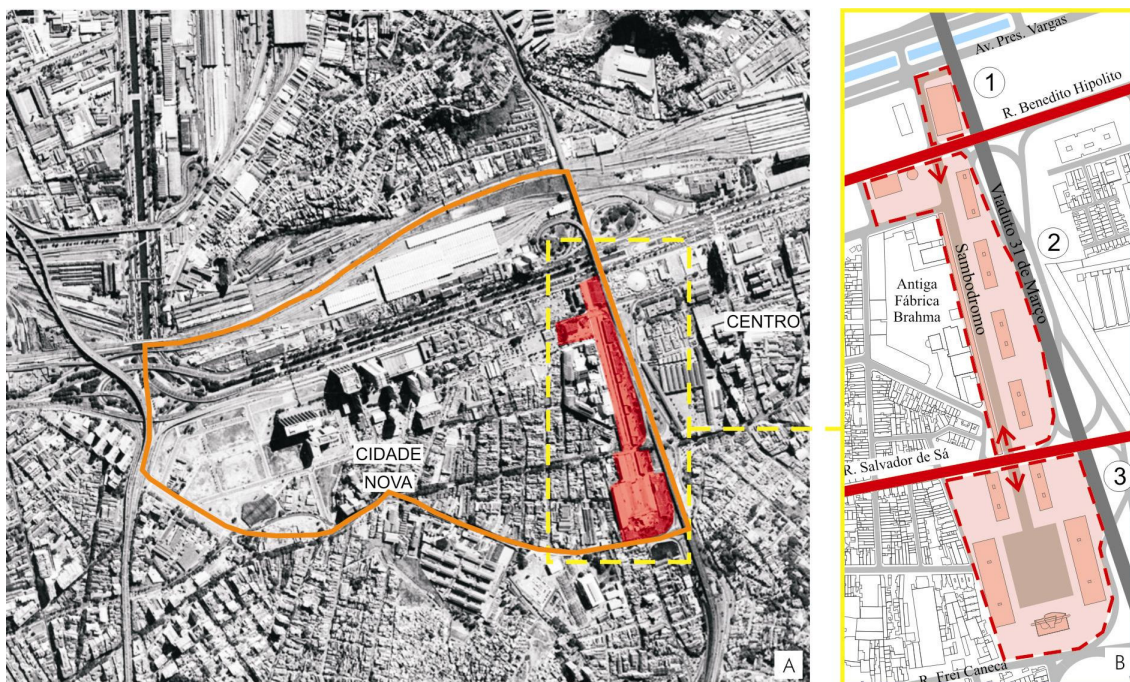 CENTRO
CIDADE
NOVA
A
Av. Pres. Vargas
1
R. Benedito Hipolito
Viaduto 31 de Março
2
Sambodromo
Antiga
Fábrica
Brahma
R. Salvador de Sá
3
R. Frei Caneca
B